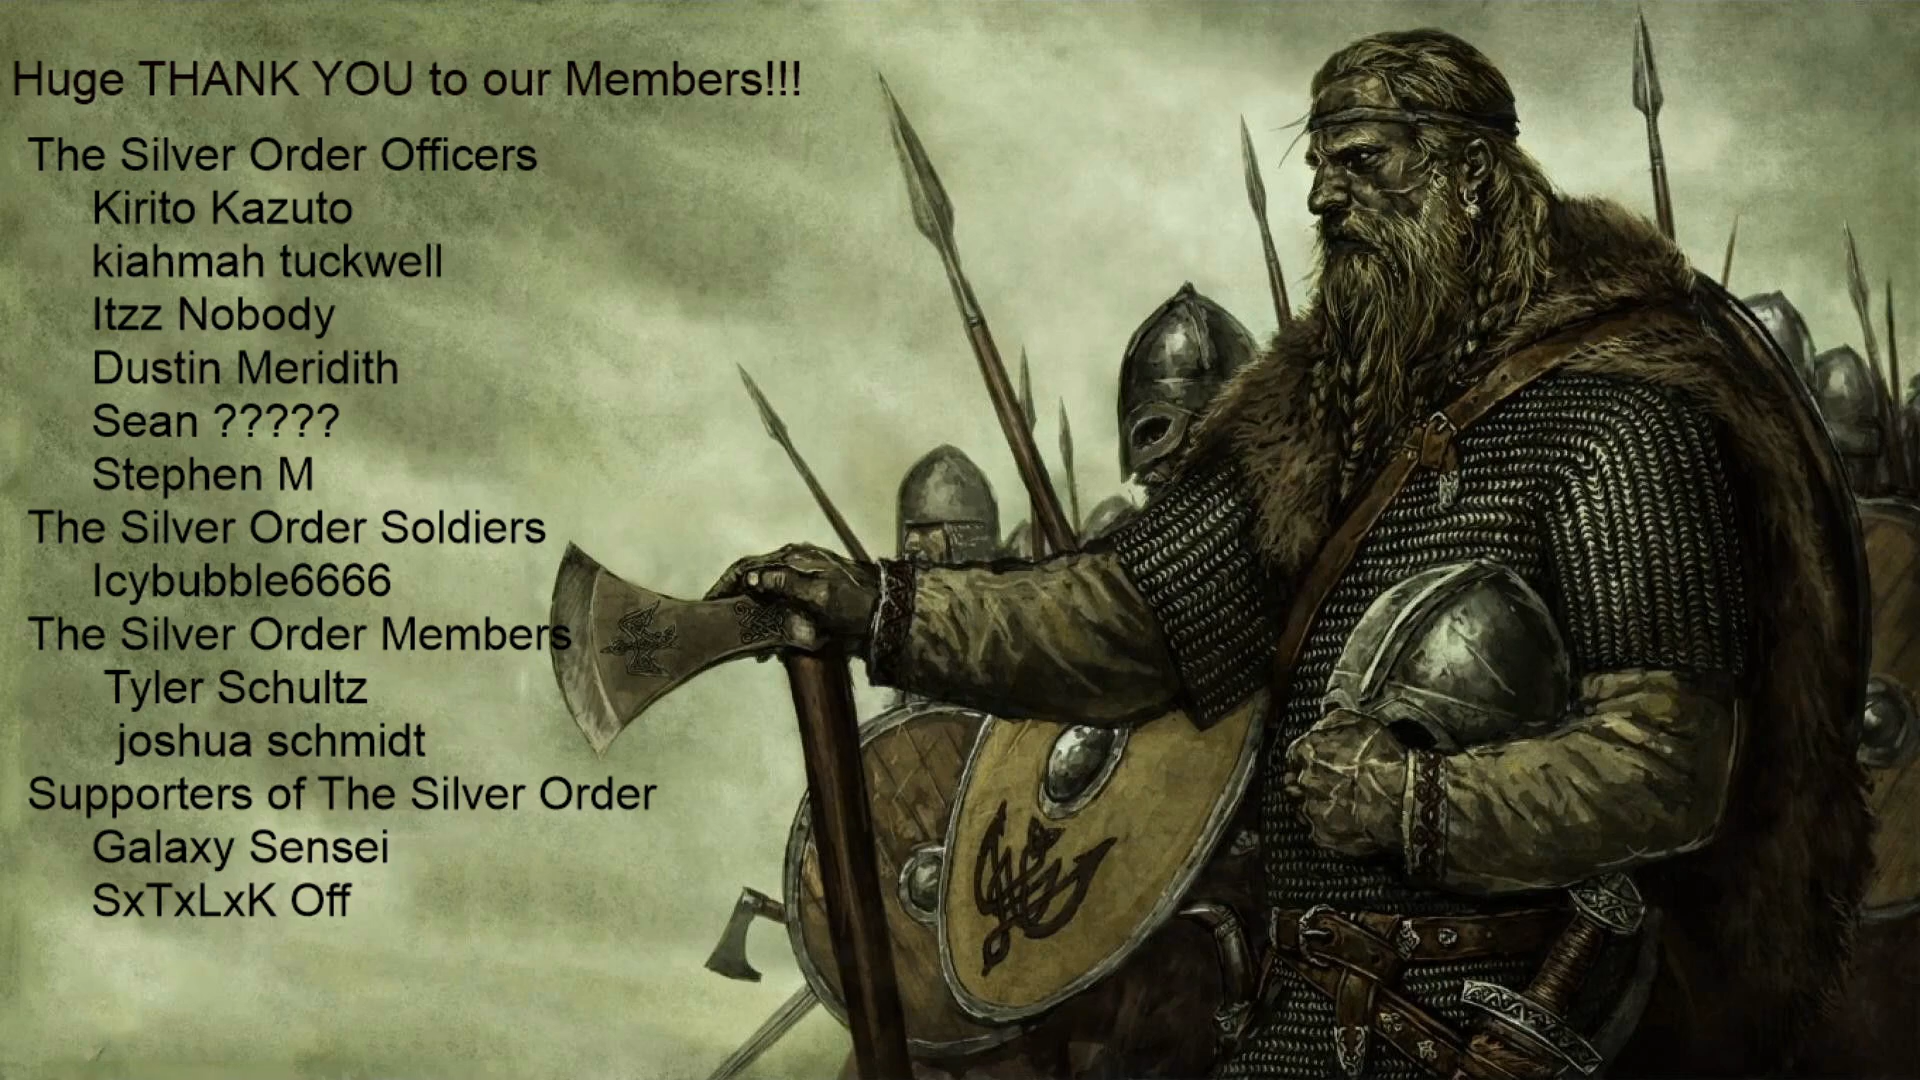 Huge THANK YOU to our Members!!!
The Silver Order Officers
Kirito Kazuto
kiahmah tuckwell
Itzz Nobody
Dustin Meridith
Sean ?????
Stephen M
The Silver Order Soldiers
Icybubble6666
The Silver Order Members
Tyler Schultz
joshua schmidt
Supporters of The Silver Order
Galaxy Sensei
SxTxLxK Off